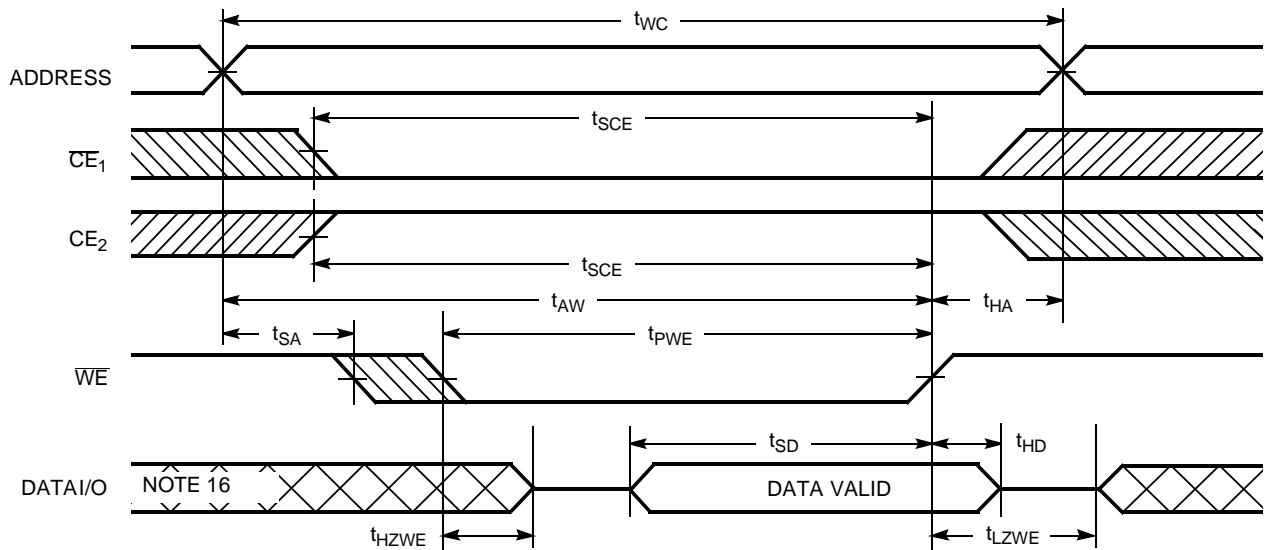 tWC
ADDRESS
tSCE
CE1
CE2
tSCE
tAW
tHA
tSA
tPWE
WE
tSD
tHD
DATAI/O
NOTE 16
DATA VALID
tHZWE
tLZWE